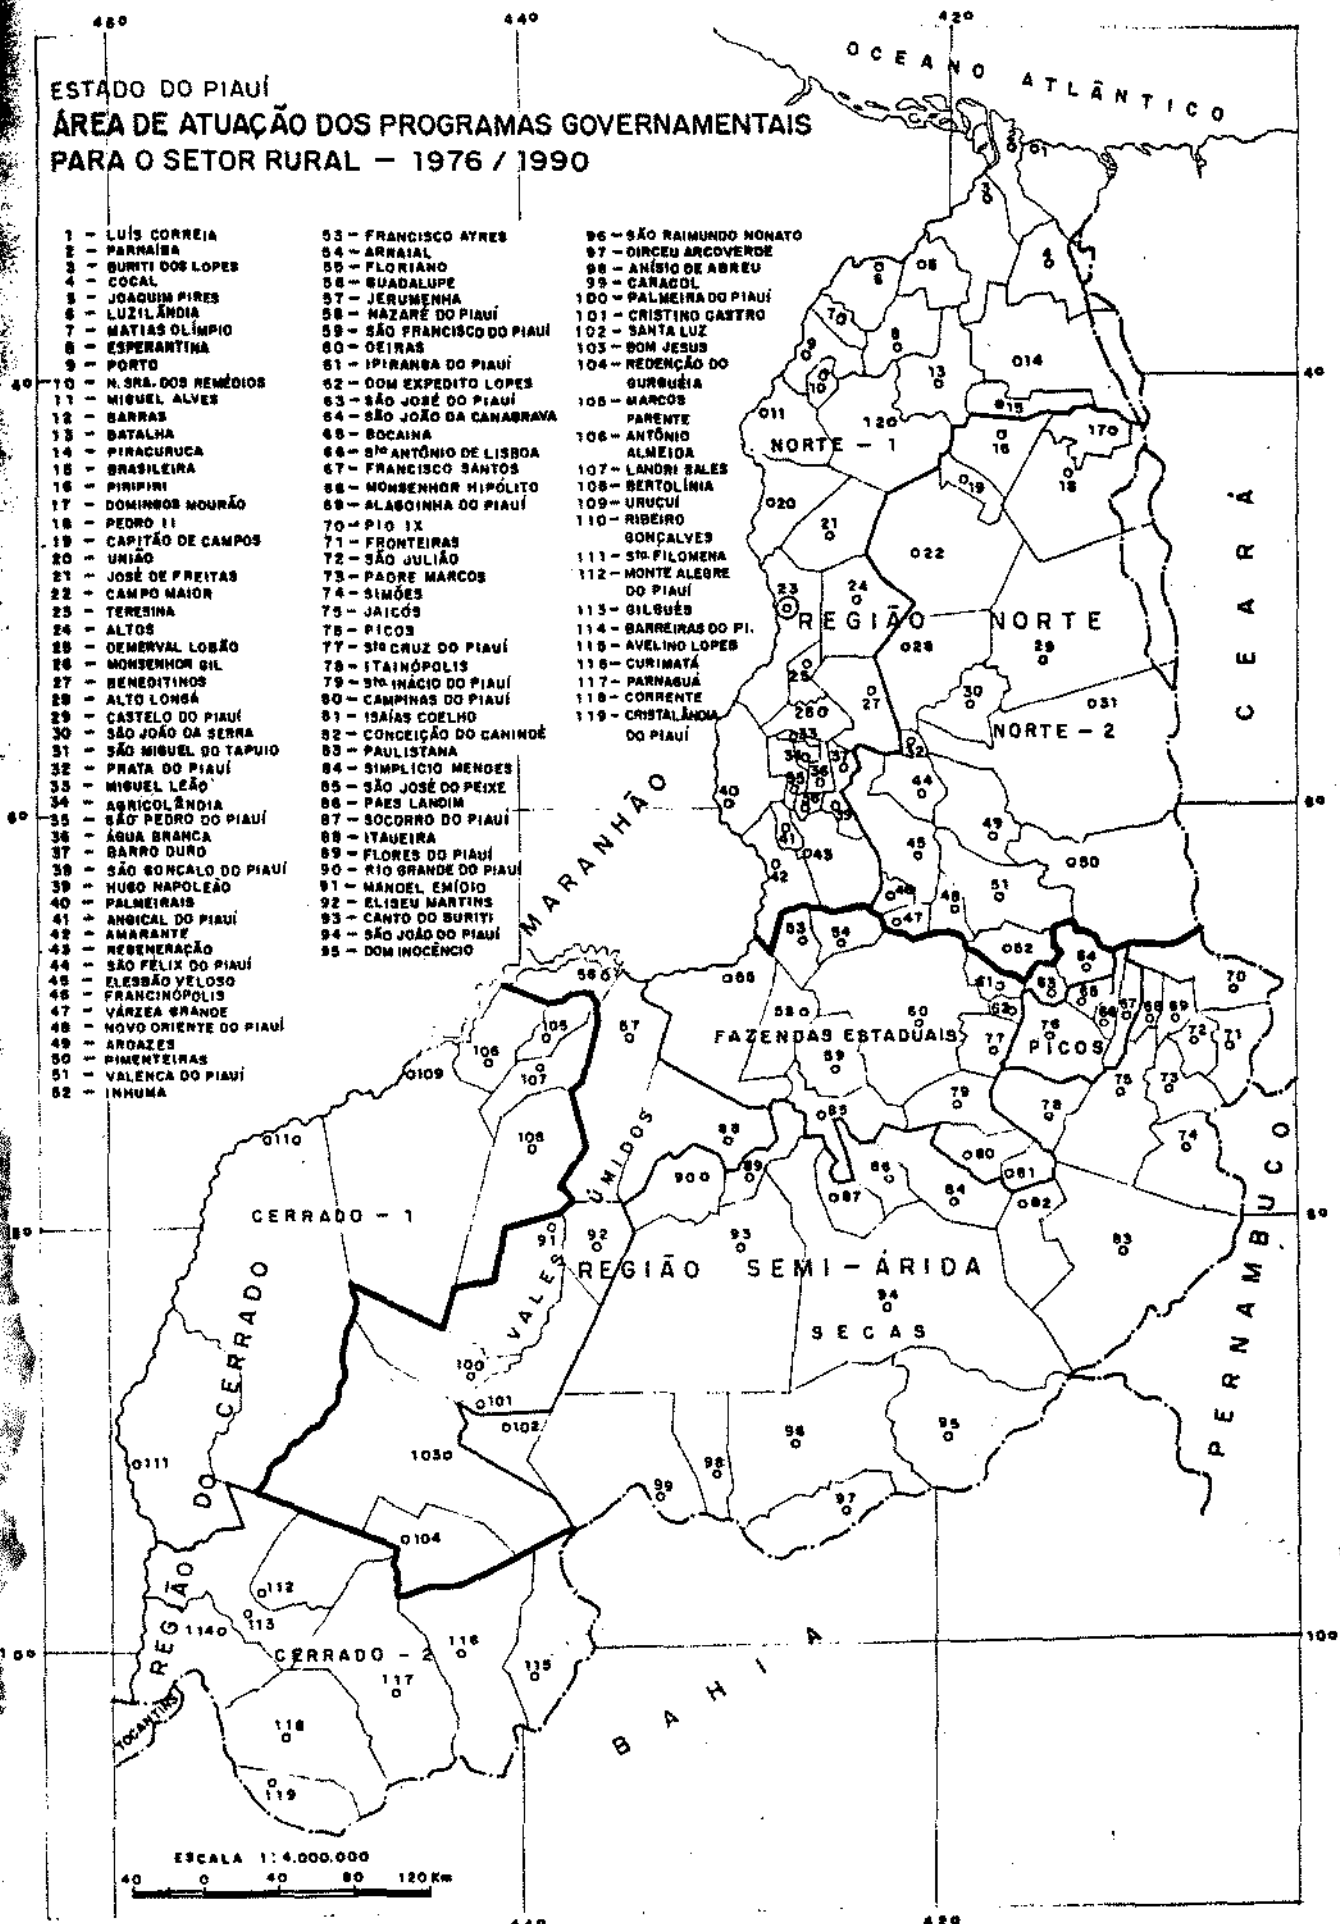 46º
44º
42º
OCEANO ATLÂNTICO
ESTADO DO PIAUÍ
ÁREA DE ATUAÇÃO DOS PROGRAMAS GOVERNAMENTAIS
PARA O SETOR RURAL — 1976 / 1990
1 - LUÍS CORREIA
2 - PARNAÍBA
3 - BURITI DOS LOPES
4 - COCAL
5 - JOAQUIM PIRES
6 - LUZILÂNDIA
7 - MATIAS OLÍMPIO
8 - ESPERANTINA
9 - PORTO
10 - N. SRA. DOS REMÉDIOS
11 - MIGUEL ALVES
12 - BARRAS
13 - BATALHA
14 - PIRACURUCA
15 - BRASILEIRA
16 - PIRIPIRI
17 - DOMINGOS MOURÃO
18 - PEDRO II
19 - CAPITÃO DE CAMPOS
20 - UNIÃO
21 - JOSÉ DE FREITAS
22 - CAMPO MAIOR
23 - TERESINA
24 - ALTOS
25 - DEMERVAL LOBÃO
26 - MONSENHOR GIL
27 - BENEDITINOS
28 - ALTO LONGÁ
29 - CASTELO DO PIAUÍ
30 - SÃO JOÃO DA SERRA
31 - SÃO MIGUEL DO TAPUIO
32 - PRATA DO PIAUÍ
33 - MIGUEL LEÃO
34 - AGRICOLÂNDIA
35 - SÃO PEDRO DO PIAUÍ
36 - ÁGUA BRANCA
37 - BARRO DURO
38 - SÃO GONCALO DO PIAUÍ
39 - HUGO NAPOLEÃO
40 - PALMEIRAIS
41 - ANGICAL DO PIAUÍ
42 - AMARANTE
43 - REGENERAÇÃO
44 - SÃO FÉLIX DO PIAUÍ
45 - ELESBÃO VELOSO
46 - FRANCINÓPOLIS
47 - VÁRZEA GRANDE
48 - NOVO ORIENTE DO PIAUÍ
49 - AROAZES
50 - PIMENTEIRAS
51 - VALENCA DO PIAUÍ
52 - INHUMA
53 - FRANCISCO AYRES
54 - ARRAIAL
55 - FLORIANO
56 - GUADALUPE
57 - JERUMENHA
58 - NAZARÉ DO PIAUÍ
59 - SÃO FRANCISCO DO PIAUÍ
60 - OEIRAS
61 - IPIRANGA DO PIAUÍ
62 - DOM EXPEDITO LOPES
63 - SÃO JOSÉ DO PIAUÍ
64 - SÃO JOÃO DA CANABRAVA
65 - BOCAINA
66 - Stº ANTÔNIO DE LISBOA
67 - FRANCISCO SANTOS
68 - MONSENHOR HIPÓLITO
69 - ALAGOINHA DO PIAUÍ
70 - PIO IX
71 - FRONTEIRAS
72 - SÃO JULIÃO
73 - PADRE MARCOS
74 - SIMÕES
75 - JAICÓS
76 - PICOS
77 - Stª CRUZ DO PIAUÍ
78 - ITAINÓPOLIS
79 - Stº INÁCIO DO PIAUÍ
80 - CAMPINAS DO PIAUÍ
81 - ISAÍAS COELHO
82 - CONCEIÇÃO DO CANINDÉ
83 - PAULISTANA
84 - SIMPLÍCIO MENDES
85 - SÃO JOSÉ DO PEIXE
86 - PAES LANDIM
87 - SOCORRO DO PIAUÍ
88 - ITAUEIRA
89 - FLORES DO PIAUÍ
90 - RIO GRANDE DO PIAUÍ
91 - MANOEL EMÍDIO
92 - ELISEU MARTINS
93 - CANTO DO BURITI
94 - SÃO JOÃO DO PIAUÍ
95 - DOM INOCÊNCIO
96 - SÃO RAIMUNDO NONATO
97 - DIRCEU ARCOVERDE
98 - ANÍSIO DE ABREU
99 - CARACOL
100 - PALMEIRA DO PIAUÍ
101 - CRISTINO CASTRO
102 - SANTA LUZ
103 - BOM JESUS
104 - REDENÇÃO DO
GURGUÉIA
105 - MARCOS
PARENTE
106 - ANTÔNIO
ALMEIDA
107 - LANDRI SALES
108 - BERTOLÍNIA
109 - URUÇUÍ
110 - RIBEIRO
GONÇALVES
111 - Stª FILOMENA
112 - MONTE ALEGRE
DO PIAUÍ
113 - GILBUÉS
114 - BARREIRAS DO PI.
115 - AVELINO LOPES
116 - CURIMATÁ
117 - PARNAGUÁ
118 - CORRENTE
119 - CRISTALÂNDIA
DO PIAUÍ
NORTE - 1
REGIÃO NORTE
NORTE - 2
CEARÁ
MARANHÃO
FAZENDAS ESTADUAIS
PICOS
CERRADO - 1
VALES ÚMIDOS
REGIÃO SEMI-ÁRIDA
SECAS
PERNAMBUCO
REGIÃO DO CERRADO
CERRADO - 2
TOCANTINS
BAHIA
10º
ESCALA 1:4.000.000
40 0 40 80 120 Km
44º
42º